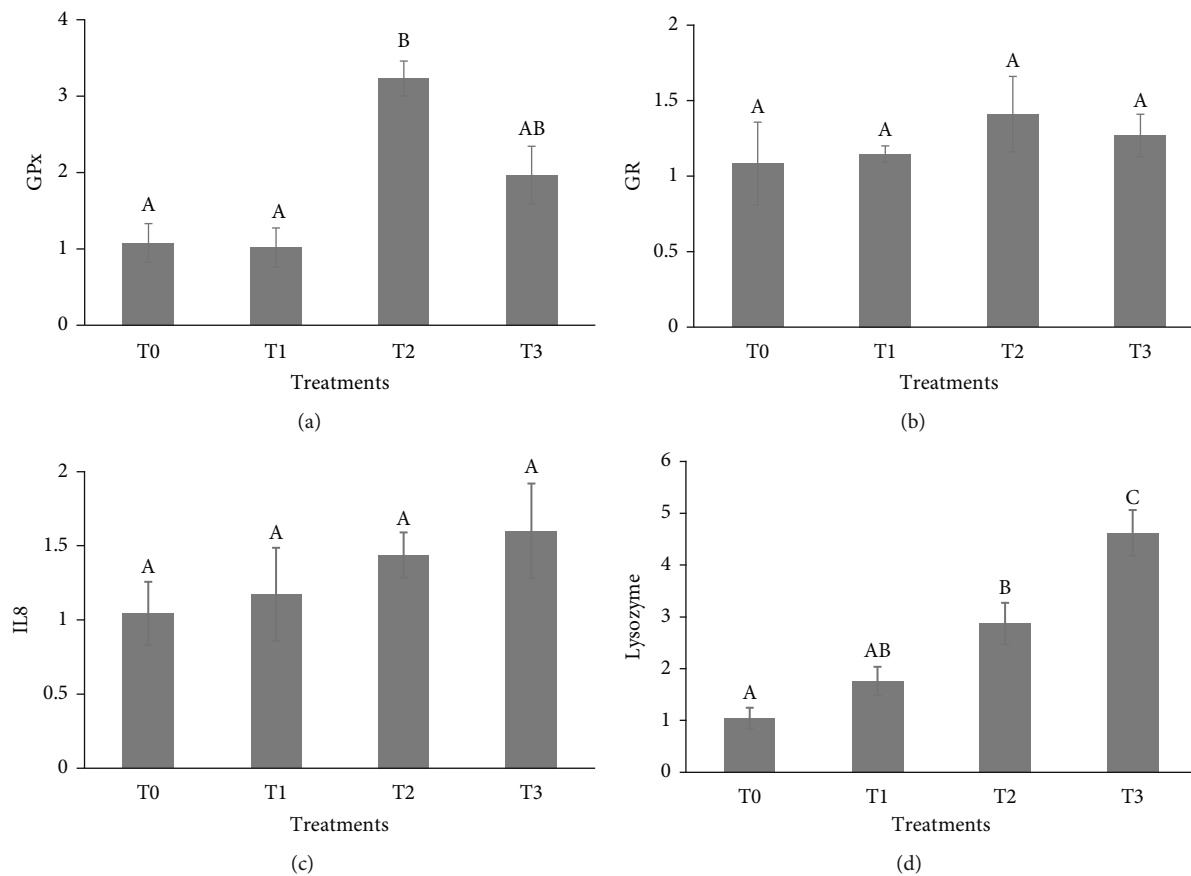 GPx
4
3
2
1
0
A
A
B
AB
T0 T1 T2 T3
Treatments
(a)
GR
2
1.5
1
0.5
0
A
A
A
A
T0 T1 T2 T3
Treatments
(b)
IL8
2
1.5
1
0.5
0
A
A
A
A
T0 T1 T2 T3
Treatments
(c)
Lysozyme
6
5
4
3
2
1
0
A
AB
B
C
T0 T1 T2 T3
Treatments
(d)